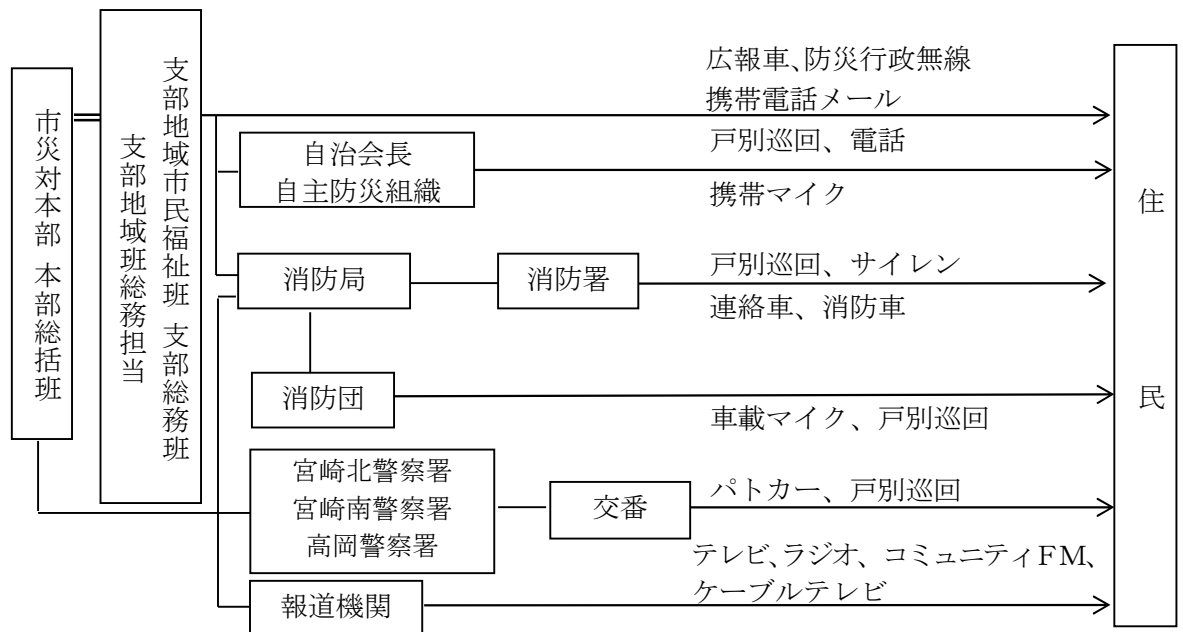 市災対本部 本部総括班
支部地域市民福祉班 支部総務班
支部地域班総務担当
広報車、防災行政無線
携帯電話メール
自治会長
自主防災組織
戸別巡回、電話
携帯マイク
消防局
消防署
戸別巡回、サイレン
連絡車、消防車
消防団
車載マイク、戸別巡回
宮崎北警察署
宮崎南警察署
高岡警察署
交番
パトカー、戸別巡回
報道機関
テレビ、ラジオ、コミュニティFM、
ケーブルテレビ
住民